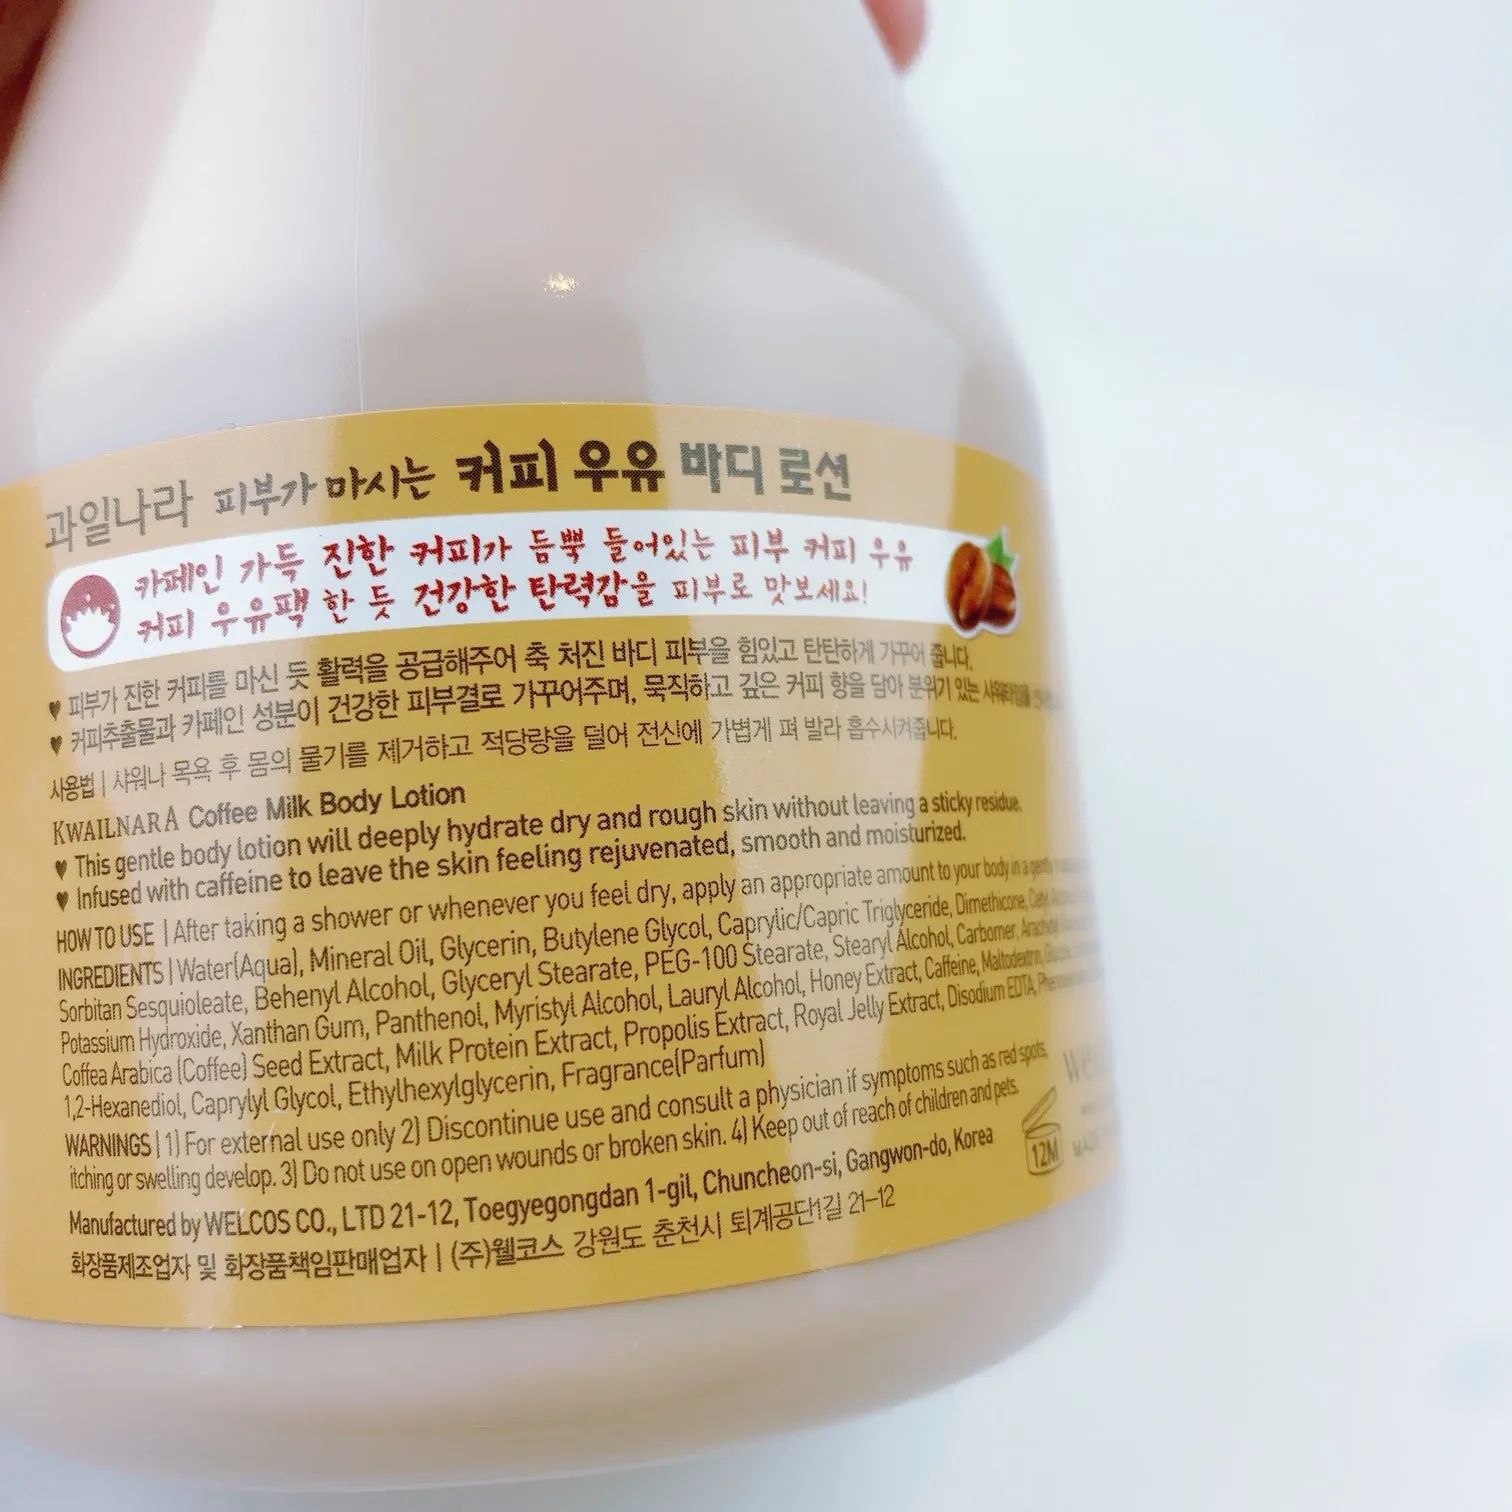 과일나라 피부가 마시는 커피 우유 바디 로션
카페인 가득 진한 커피가 듬뿍 들어있는 피부 커피 우유
커피 우유팩 한 듯 건강한 탄력감을 피부로 맛보세요!
♥ 피부가 진한 커피를 마신 듯 활력을 공급해주어 축 처진 바디 피부를 힘있고 탄탄하게 가꾸어 줍니다.
♥ 커피추출물과 카페인 성분이 건강한 피부결로 가꾸어주며, 묵직하고 깊은 커피 향을 담아 분위기 있는
사용법 | 샤워나 목욕 후 몸의 물기를 제거하고 적당량을 덜어 전신에 가볍게 펴 발라 흡수시켜줍니다.
KWAILNARA Coffee Milk Body Lotion
♥ This gentle body lotion will deeply hydrate dry and rough skin without leaving a sticky residue.
♥ Infused with caffeine to leave the skin feeling rejuvenated, smooth and moisturized.
HOW TO USE | After taking a shower or whenever you feel dry, apply an appropriate amount to your body in a
INGREDIENTS | Water(Aqua), Mineral Oil, Glycerin, Butylene Glycol, Caprylic/Capric Triglyceride, Dimethicone,
Sorbitan Sesquioleate, Behenyl Alcohol, Glyceryl Stearate, PEG-100 Stearate, Stearyl Alcohol, Carbomer,
Potassium Hydroxide, Xanthan Gum, Panthenol, Myristyl Alcohol, Lauryl Alcohol, Honey Extract, Caffeine, Maltodextrin,
Coffea Arabica (Coffee) Seed Extract, Milk Protein Extract, Propolis Extract, Royal Jelly Extract, Disodium EDTA,
1,2-Hexanediol, Caprylyl Glycol, Ethylhexylglycerin, Fragrance(Parfum)
WARNINGS | 1) For external use only 2) Discontinue use and consult a physician if symptoms such as red spots,
itching or swelling develop. 3) Do not use on open wounds or broken skin. 4) Keep out of reach of children and pets.
12M
Manufactured by WELCOS CO., LTD 21-12, Toegyegongdan 1-gil, Chuncheon-si, Gangwon-do, Korea
화장품제조업자 및 화장품책임판매업자 | (주)웰코스 강원도 춘천시 퇴계공단1길 21-12